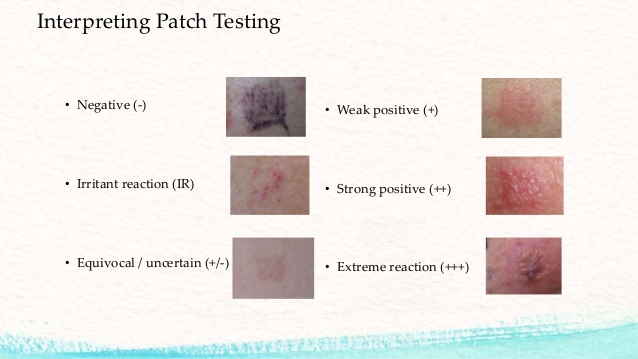 Interpreting Patch Testing
• Negative (-)
• Irritant reaction (IR)
• Equivocal / uncertain (+/-)
• Weak positive (+)
• Strong positive (++)
• Extreme reaction (+++)